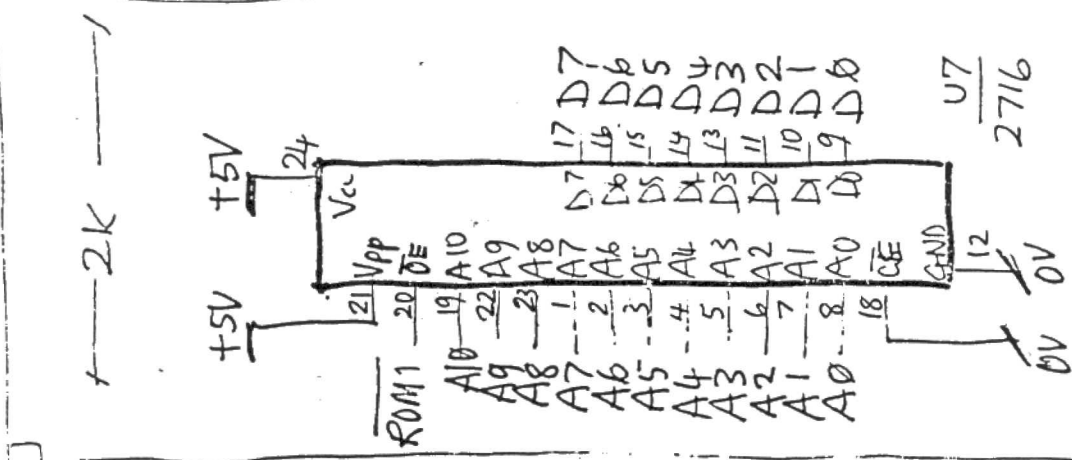 2K
+5V +5V
Vcc 24
21 Vpp
ROM1 20 OE
A10 19 A10
A9 22 A9
A8 23 A8
A7 1 A7 D7 17 D7
A6 2 A6 D6 16 D6
A5 3 A5 D5 15 D5
A4 4 A4 D4 14 D4
A3 5 A3 D3 13 D3
A2 6 A2 D2 11 D2
A1 7 A1 D1 10 D1
A0 8 A0 D0 9 D0
18 CE
GND U7
12 2716
0V 0V